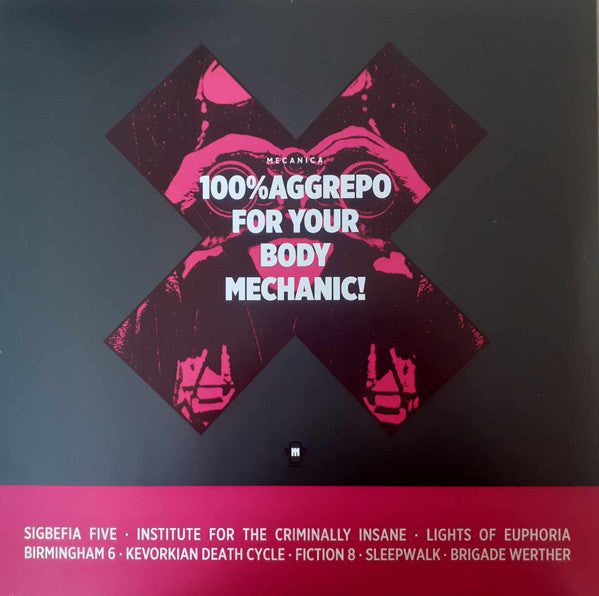 MECANICA
100%AGGREPO
FOR YOUR
BODY
MECHANIC!
M
SIGBEFIA FIVE · INSTITUTE FOR THE CRIMINALLY INSANE · LIGHTS OF EUPHORIA
BIRMINGHAM 6 · KEVORKIAN DEATH CYCLE · FICTION 8 · SLEEPWALK · BRIGADE WERTHER